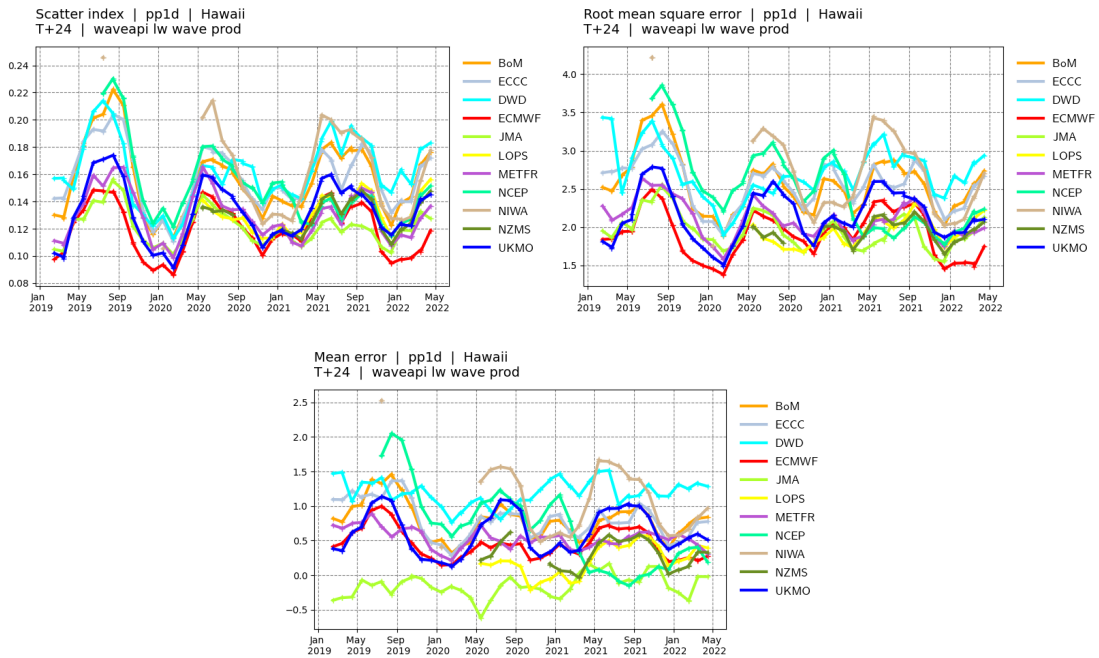 Scatter index | pp1d | Hawaii
T+24 | waveapi lw wave prod
0.24
0.22
0.20
0.18
0.16
0.14
0.12
0.10
0.08
Jan 2019
May 2019
Sep 2019
Jan 2020
May 2020
Sep 2020
Jan 2021
May 2021
Sep 2021
Jan 2022
May 2022
BoM
ECCC
DWD
ECMWF
JMA
LOPS
METFR
NCEP
NIWA
NZMS
UKMO
Root mean square error | pp1d | Hawaii
T+24 | waveapi lw wave prod
4.0
3.5
3.0
2.5
2.0
1.5
Jan 2019
May 2019
Sep 2019
Jan 2020
May 2020
Sep 2020
Jan 2021
May 2021
Sep 2021
Jan 2022
May 2022
BoM
ECCC
DWD
ECMWF
JMA
LOPS
METFR
NCEP
NIWA
NZMS
UKMO
Mean error | pp1d | Hawaii
T+24 | waveapi lw wave prod
2.5
2.0
1.5
1.0
0.5
0.0
−0.5
Jan 2019
May 2019
Sep 2019
Jan 2020
May 2020
Sep 2020
Jan 2021
May 2021
Sep 2021
Jan 2022
May 2022
BoM
ECCC
DWD
ECMWF
JMA
LOPS
METFR
NCEP
NIWA
NZMS
UKMO